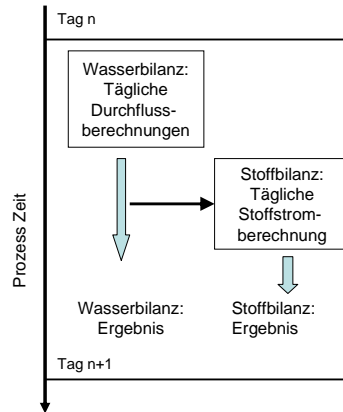 Tag n
Wasserbilanz:
Tägliche
Durchfluss-
berechnungen
Stoffbilanz:
Tägliche
Stoffstrom-
berechnung
Prozess Zeit
Wasserbilanz:
Ergebnis
Stoffbilanz:
Ergebnis
Tag n+1